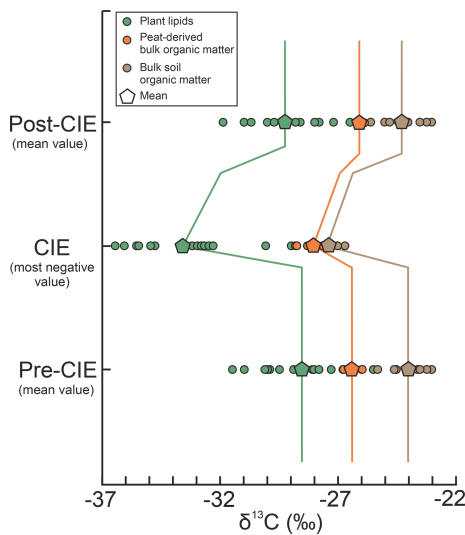 Plant lipids
Peat-derived
bulk organic matter
Bulk soil
organic matter
Mean
Post-CIE
(mean value)
CIE
(most negative
value)
Pre-CIE
(mean value)
-37
-32
-27
-22
δ¹³C (‰)